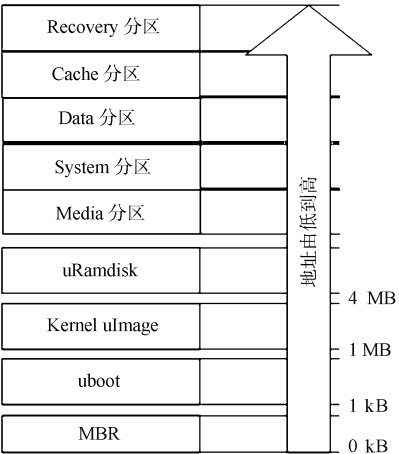 Recovery 分区
Cache 分区
Data 分区
System 分区
Media 分区
uRamdisk
4 MB
Kernel uImage
1 MB
uboot
1 kB
MBR
0 kB
地址由低到高